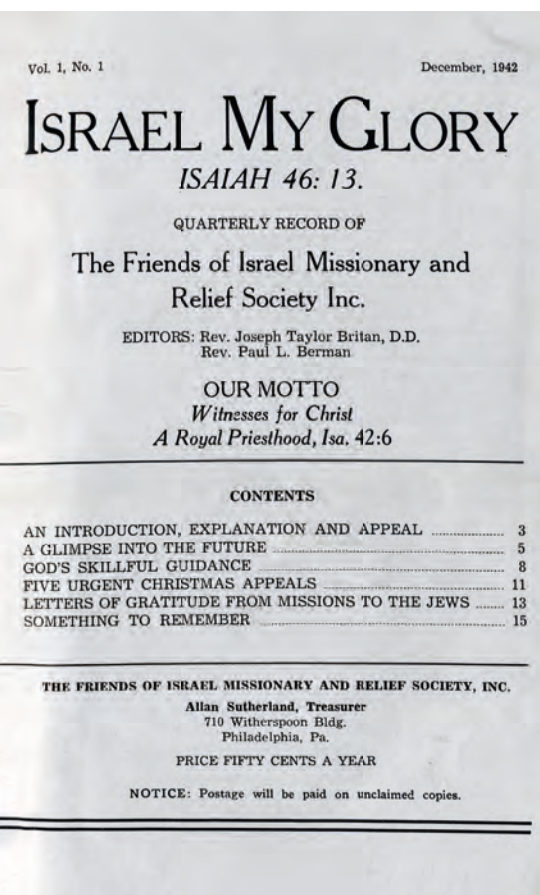 Vol. 1, No. 1 December, 1942
ISRAEL MY GLORY
ISAIAH 46: 13.
QUARTERLY RECORD OF
The Friends of Israel Missionary and
Relief Society Inc.
EDITORS: Rev. Joseph Taylor Britan, D.D.
Rev. Paul L. Berman
OUR MOTTO
Witnesses for Christ
A Royal Priesthood, Isa. 42:6
CONTENTS
AN INTRODUCTION, EXPLANATION AND APPEAL .................. 3
A GLIMPSE INTO THE FUTURE .................. 5
GOD'S SKILLFUL GUIDANCE .................. 8
FIVE URGENT CHRISTMAS APPEALS .................. 11
LETTERS OF GRATITUDE FROM MISSIONS TO THE JEWS ....... 13
SOMETHING TO REMEMBER .................. 15
THE FRIENDS OF ISRAEL MISSIONARY AND RELIEF SOCIETY, INC.
Allan Sutherland, Treasurer
710 Witherspoon Bldg.
Philadelphia, Pa.
PRICE FIFTY CENTS A YEAR
NOTICE: Postage will be paid on unclaimed copies.